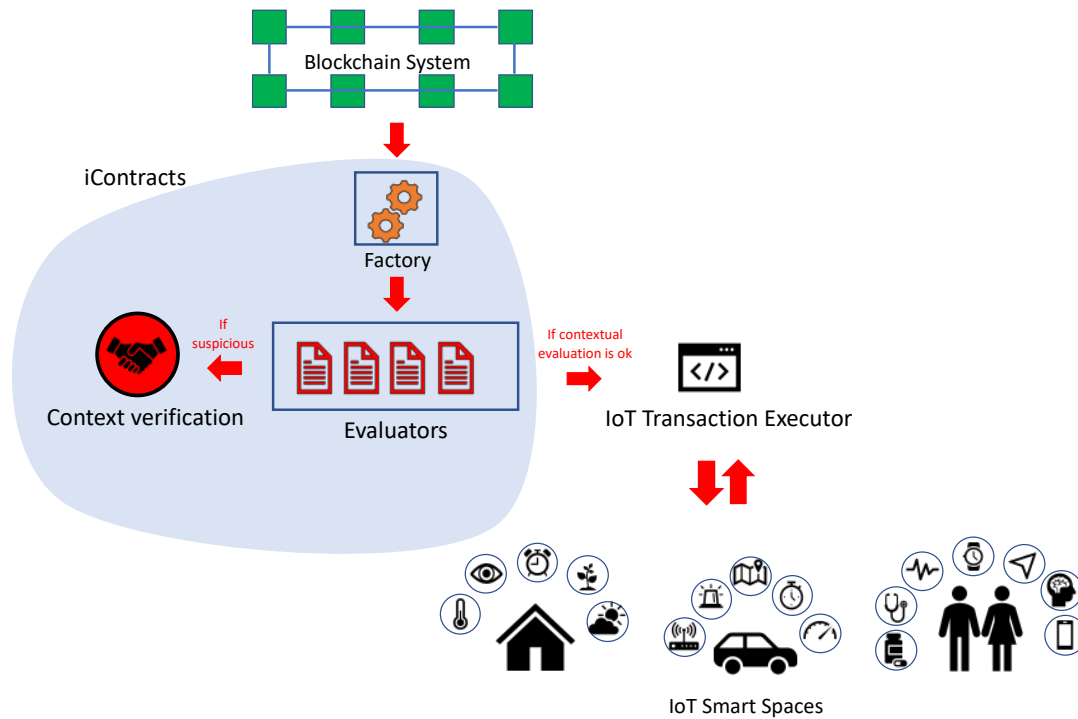 Blockchain System
iContracts
Factory
If
suspicious
If contextual
evaluation is ok
</>
Context verification
Evaluators
IoT Transaction Executor
IoT Smart Spaces